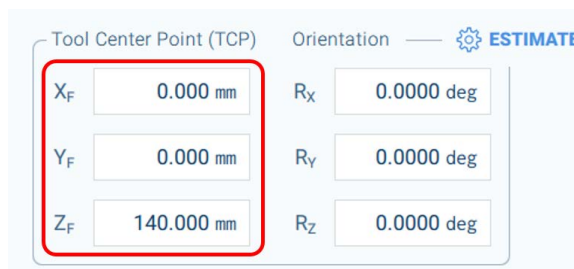 Tool Center Point (TCP) Orientation ESTIMATE
XF 0.000 mm RX 0.0000 deg
YF 0.000 mm RY 0.0000 deg
ZF 140.000 mm RZ 0.0000 deg